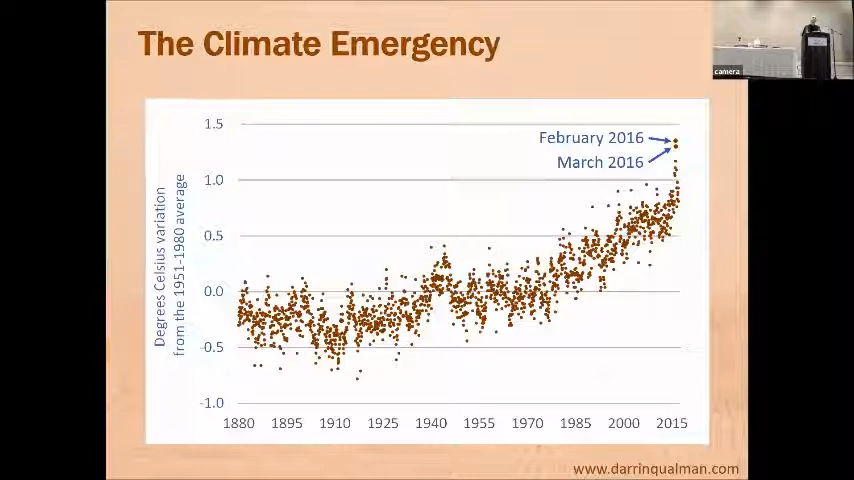 The Climate Emergency
camera
1.5
1.0
0.5
0.0
-0.5
-1.0
Degrees Celsius variation
from the 1951-1980 average
February 2016
March 2016
1880 1895 1910 1925 1940 1955 1970 1985 2000 2015
www.darrinqualman.com